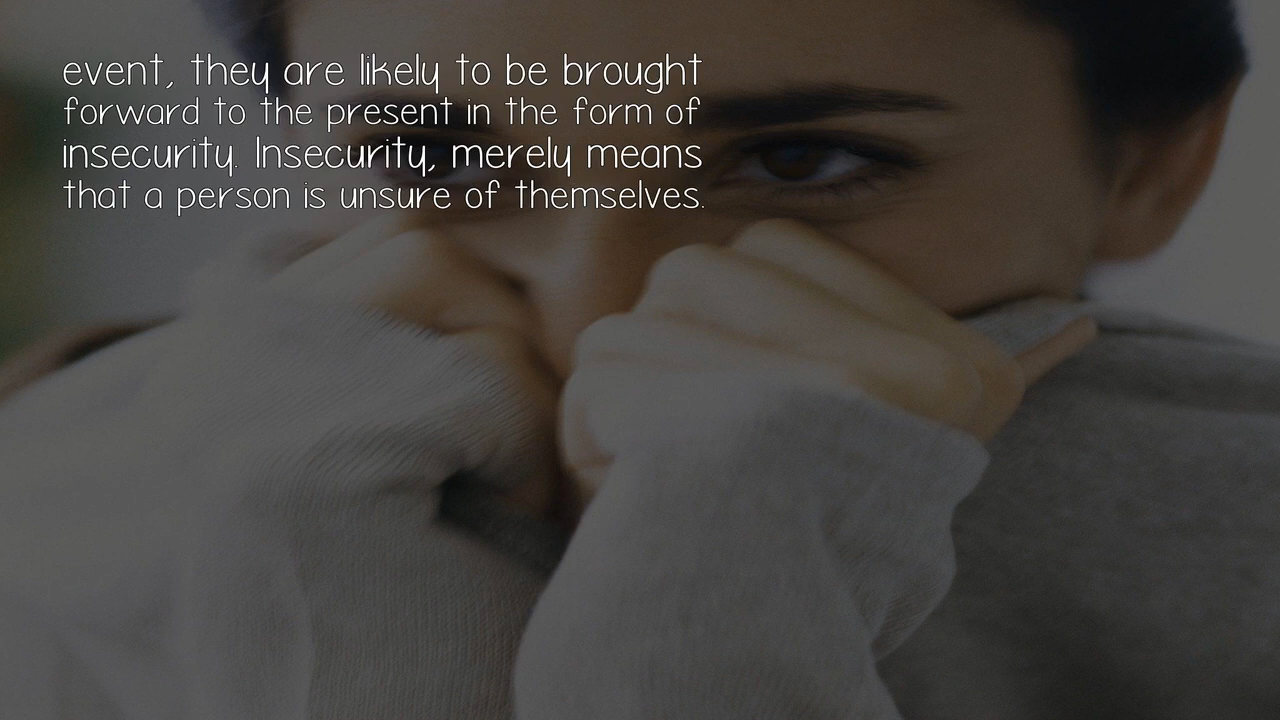 event, they are likely to be brought
forward to the present in the form of
insecurity. Insecurity, merely means
that a person is unsure of themselves.